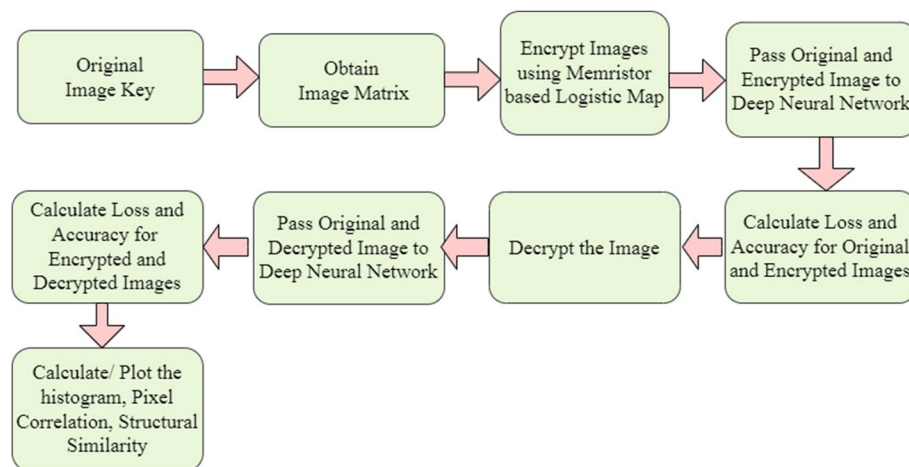 Original
Image Key
Obtain
Image Matrix
Encrypt Images
using Memristor
based Logistic Map
Pass Original and
Encrypted Image to
Deep Neural Network
Calculate Loss and
Accuracy for Original
and Encrypted Images
Decrypt the Image
Pass Original and
Decrypted Image to
Deep Neural Network
Calculate Loss and
Accuracy for
Encrypted and
Decrypted Images
Calculate/ Plot the
histogram, Pixel
Correlation, Structural
Similarity